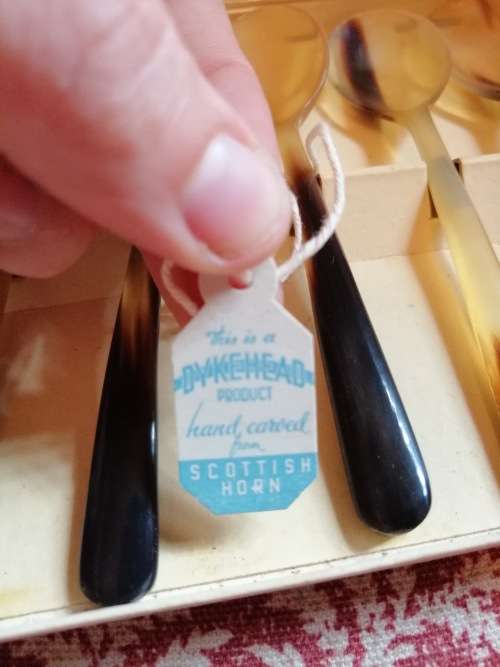 This is a
DYKEHEAD
PRODUCT
hand carved
from
SCOTTISH
HORN